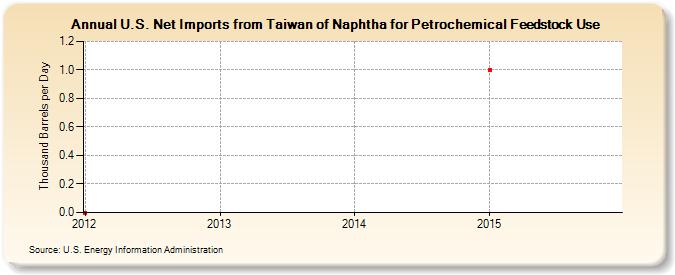 Annual U.S. Net Imports from Taiwan of Naphtha for Petrochemical Feedstock Use
Thousand Barrels per Day
1.2
1.0
0.8
0.6
0.4
0.2
0.0
2012 2013 2014 2015
Source: U.S. Energy Information Administration